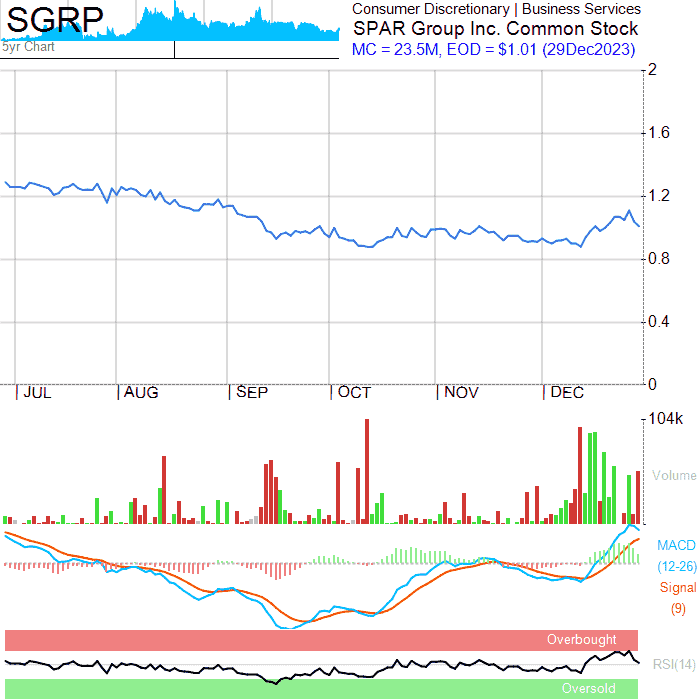 SGRP
5yr Chart
Consumer Discretionary | Business Services
SPAR Group Inc. Common Stock
MC = 23.5M, EOD = $1.01 (29Dec2023)
2
1.6
1.2
0.8
0.4
0
JUL AUG SEP OCT NOV DEC
104k
Volume
MACD
(12-26)
Signal
(9)
Overbought
RSI(14)
Oversold